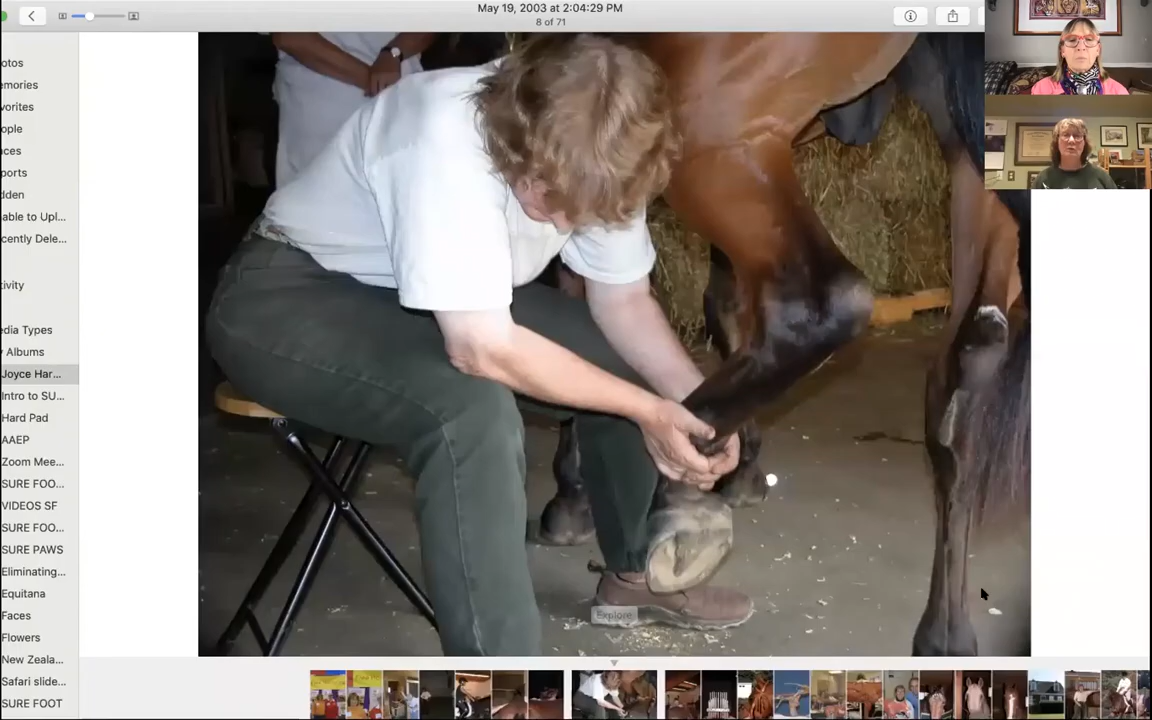 May 19, 2003 at 2:04:29 PM
8 of 71
otos
emories
vorites
ople
aces
ports
dden
able to Upl...
cently Dele...
tivity
edia Types
Albums
Joyce Har...
Intro to SU...
Hard Pad
AAEP
Zoom Mee...
SURE FOO...
VIDEOS SF
SURE FOO...
SURE PAWS
Eliminating...
Equitana
Faces
Flowers
New Zeala...
Safari slide...
SURE FOOT
Explore